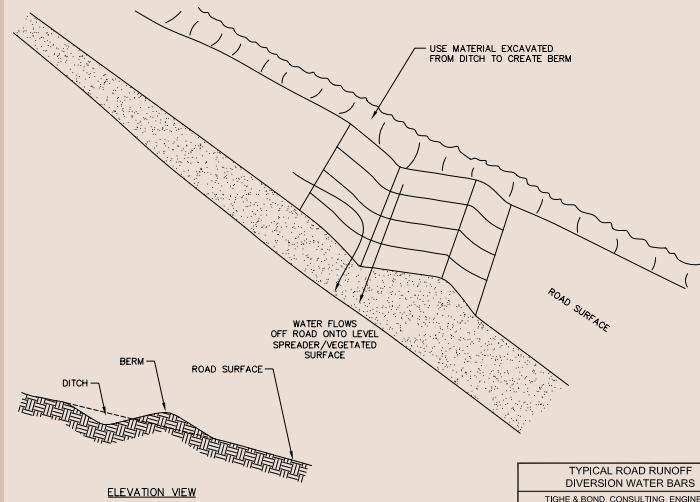 USE MATERIAL EXCAVATED
FROM DITCH TO CREATE BERM
ROAD SURFACE
WATER FLOWS
OFF ROAD ONTO LEVEL
SPREADER/VEGETATED
SURFACE
BERM
ROAD SURFACE
DITCH
ELEVATION VIEW
TYPICAL ROAD RUNOFF
DIVERSION WATER BARS
TIGHE & BOND CONSULTING